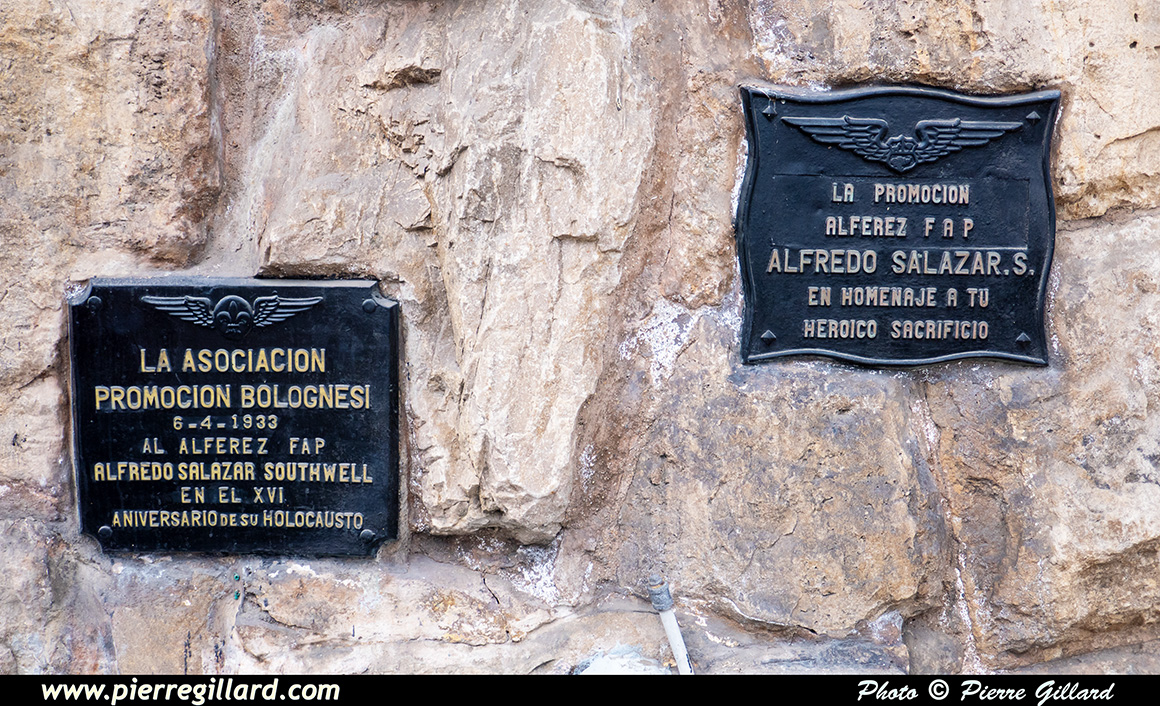 LA ASOCIACION
PROMOCION BOLOGNESI
6-4-1933
AL ALFEREZ FAP
ALFREDO SALAZAR SOUTHWELL
EN EL XVI
ANIVERSARIO DE SU HOLOCAUSTO
LA PROMOCION
ALFEREZ F A P
ALFREDO SALAZAR. S.
EN HOMENAJE A TU
HEROICO SACRIFICIO
www.pierregillard.com
Photo © Pierre Gillard